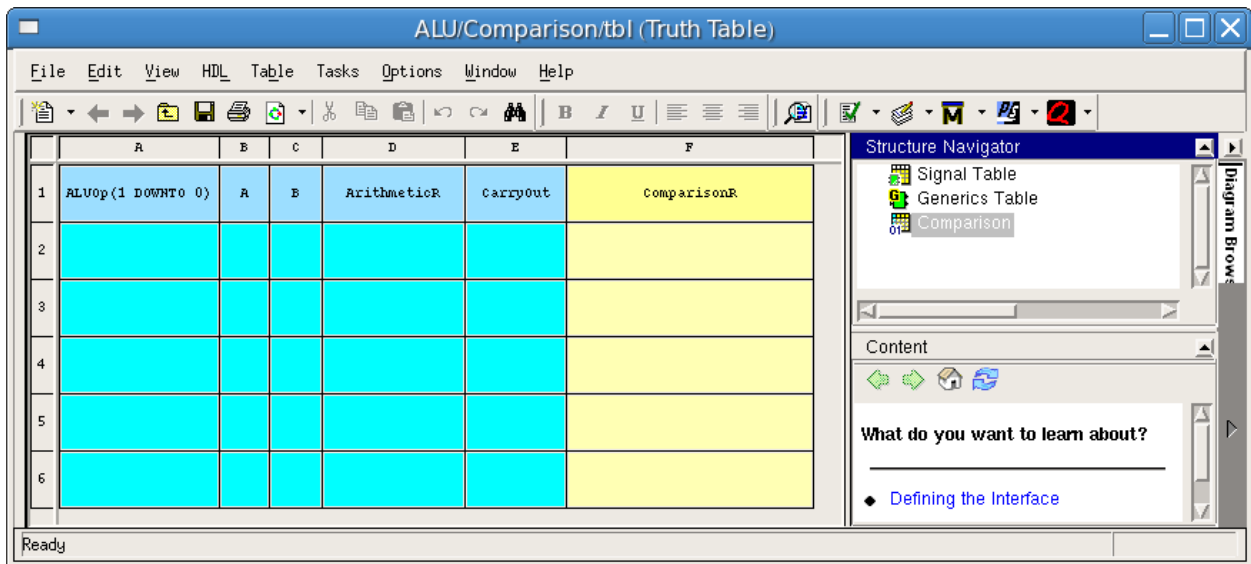 ALU/Comparison/tbl (Truth Table)
File Edit View HDL Table Tasks Options Window Help
B I U
A B C D E F
1 ALUOp(1 DOWNTO 0) A B ArithmeticR Carryout ComparisonR
2
3
4
5
6
Structure Navigator
Signal Table
Generics Table
Comparison
Diagram Brows
Content
What do you want to learn about?
Defining the Interface
Ready